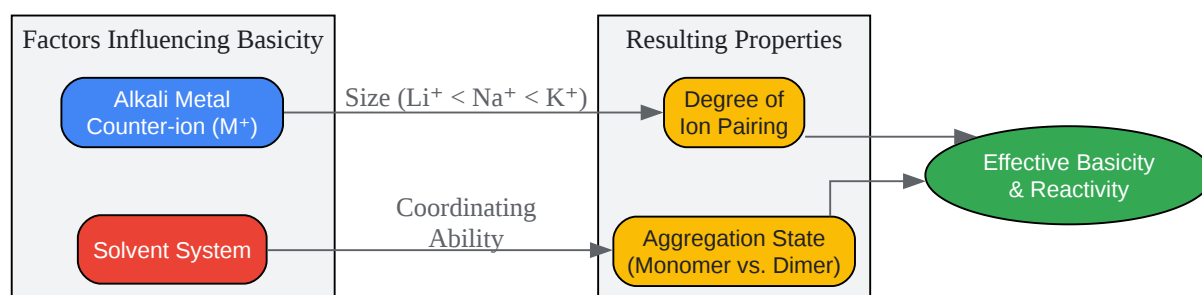 Factors Influencing Basicity
Alkali Metal
Counter-ion (M⁺)
Solvent System
Size (Li⁺ < Na⁺ < K⁺)
Coordinating
Ability
Resulting Properties
Degree of
Ion Pairing
Aggregation State
(Monomer vs. Dimer)
Effective Basicity
& Reactivity